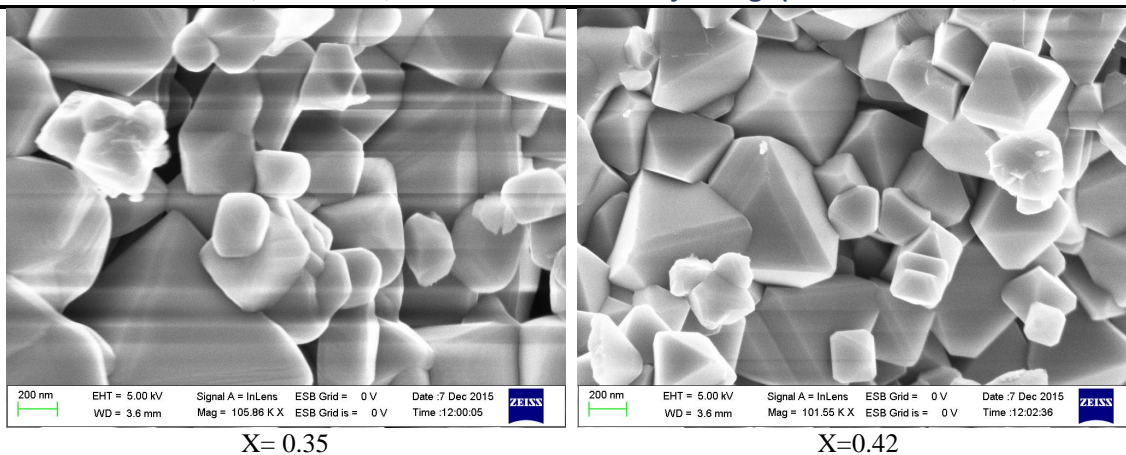 200 nm
EHT = 5.00 kV
WD = 3.6 mm
Signal A = InLens
Mag = 105.86 K X
ESB Grid = 0 V
ESB Grid is = 0 V
Date :7 Dec 2015
Time :12:00:05
ZEISS
200 nm
EHT = 5.00 kV
WD = 3.6 mm
Signal A = InLens
Mag = 101.55 K X
ESB Grid = 0 V
ESB Grid is = 0 V
Date :7 Dec 2015
Time :12:02:36
ZEISS
X= 0.35
X=0.42